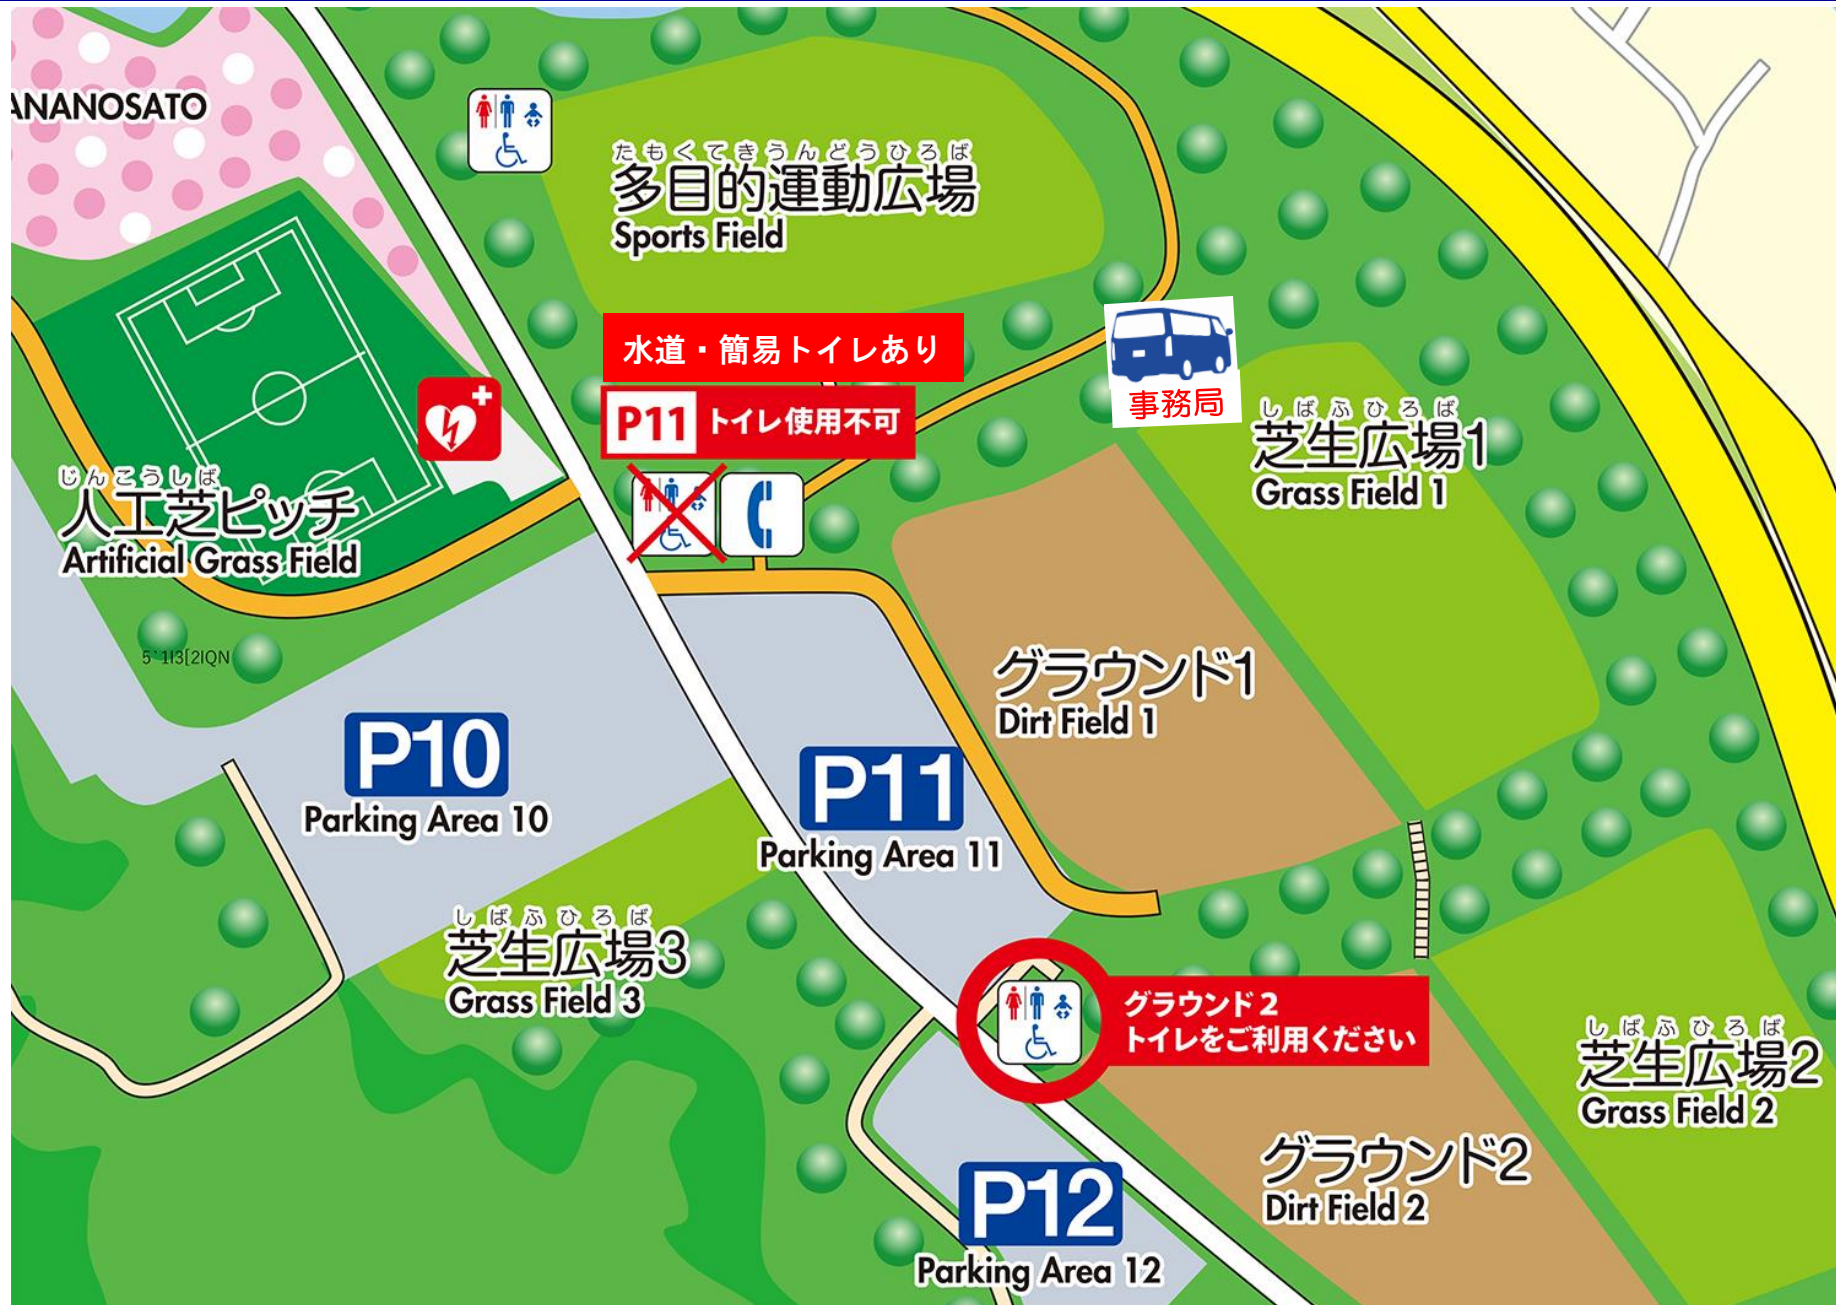 ANANOSATO
たもくてきうんどうひろば
多目的運動広場
Sports Field
水道・簡易トイレあり
P11 トイレ使用不可
事務局
しばふひろば
芝生広場1
Grass Field 1
じんこうしば
人工芝ピッチ
Artificial Grass Field
グラウンド1
Dirt Field 1
P10
Parking Area 10
P11
Parking Area 11
しばふひろば
芝生広場3
Grass Field 3
グラウンド2
トイレをご利用ください
しばふひろば
芝生広場2
Grass Field 2
グラウンド2
Dirt Field 2
P12
Parking Area 12